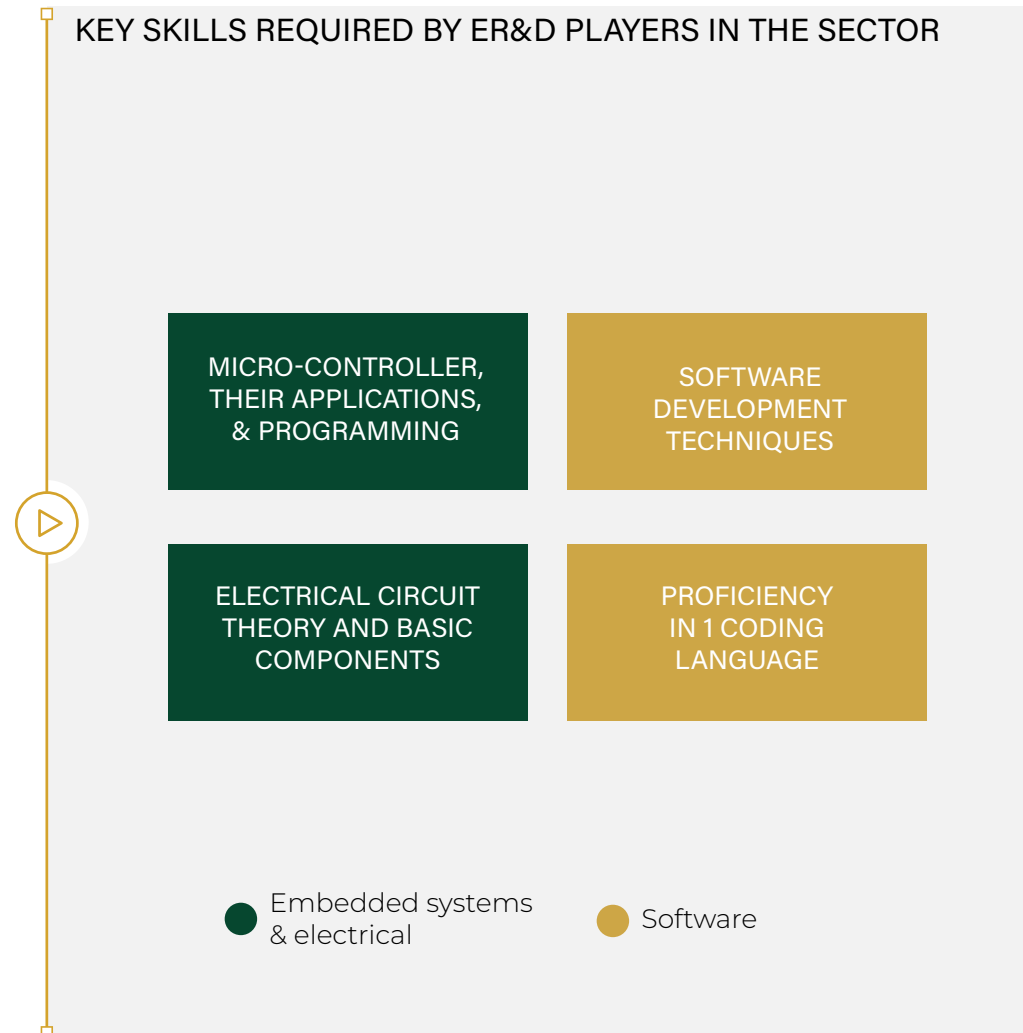 KEY SKILLS REQUIRED BY ER&D PLAYERS IN THE SECTOR
MICRO-CONTROLLER,
THEIR APPLICATIONS,
& PROGRAMMING
SOFTWARE
DEVELOPMENT
TECHNIQUES
ELECTRICAL CIRCUIT
THEORY AND BASIC
COMPONENTS
PROFICIENCY
IN 1 CODING
LANGUAGE
Embedded systems
& electrical
Software